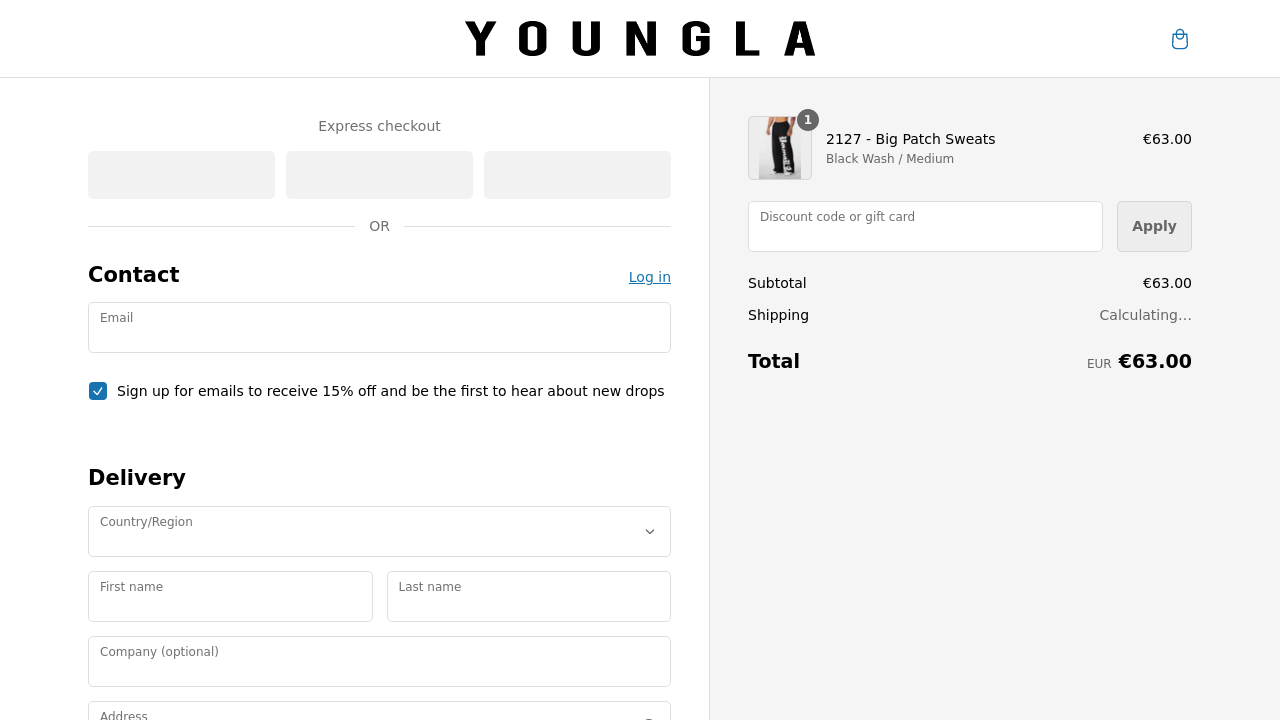 YOUNGLA
Express checkout
OR
Contact
Log in
Email
Sign up for emails to receive 15% off and be the first to hear about new drops
Delivery
Country/Region
First name
Last name
Company (optional)
Address
1
2127 - Big Patch Sweats
€63.00
Black Wash / Medium
Discount code or gift card
Apply
Subtotal
€63.00
Shipping
Calculating...
Total
EUR €63.00